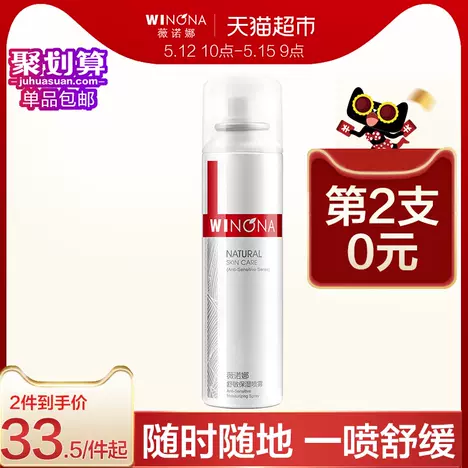 WINONA
薇诺娜
天猫超市
5.12 10点-5.15 9点
聚划算
juhuasuan.com
单品包邮
第2支
0元
WINONA
NATURAL
SKIN CARE
(Anti-Sensitive Series)
薇诺娜
舒敏保湿喷雾
Anti-Sensitive
Moisturizing Spray
2件到手价
33.5/件起
随时随地 一喷舒缓